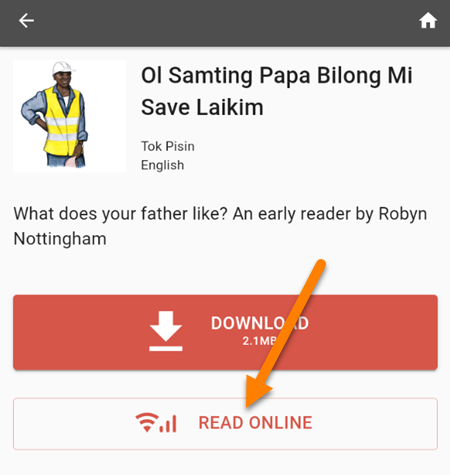 Ol Samting Papa Bilong Mi
Save Laikim
Tok Pisin
English
What does your father like? An early reader by Robyn
Nottingham
DOWNLOAD
2.1MB
READ ONLINE